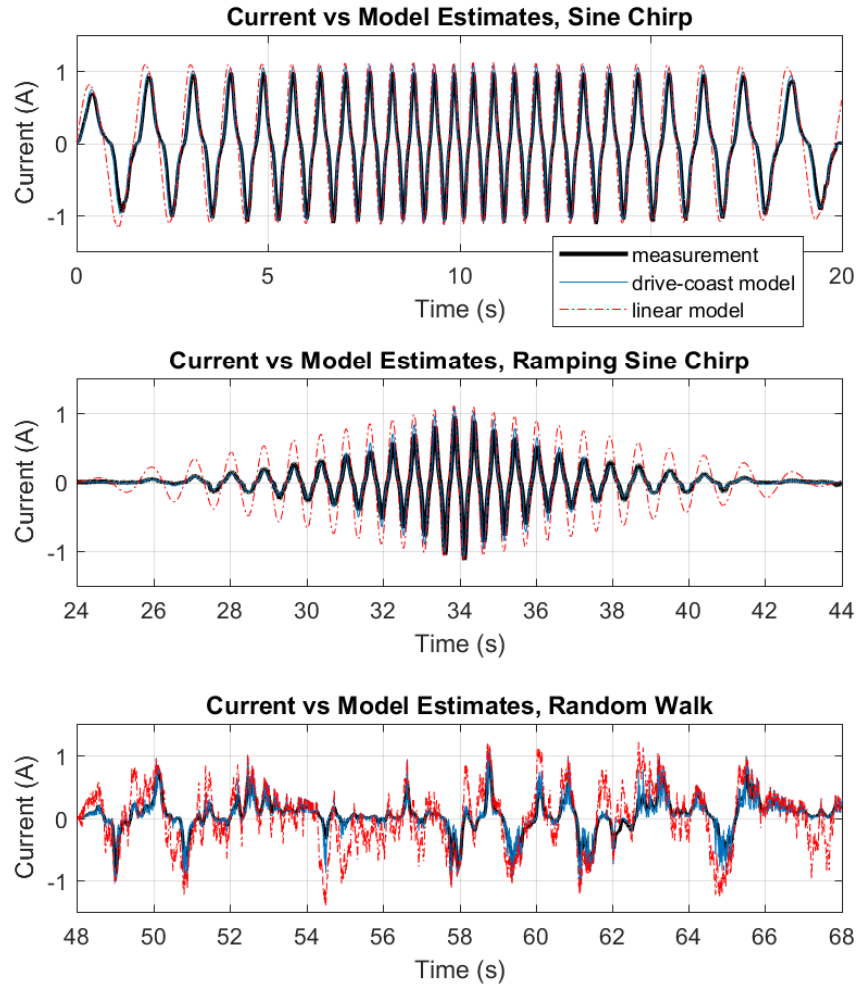 Current vs Model Estimates, Sine Chirp
Current (A)
1
0
-1
0 5 10 15 20
Time (s)
measurement
drive-coast model
linear model
Current vs Model Estimates, Ramping Sine Chirp
Current (A)
1
0
-1
24 26 28 30 32 34 36 38 40 42 44
Time (s)
Current vs Model Estimates, Random Walk
Current (A)
1
0
-1
48 50 52 54 56 58 60 62 64 66 68
Time (s)